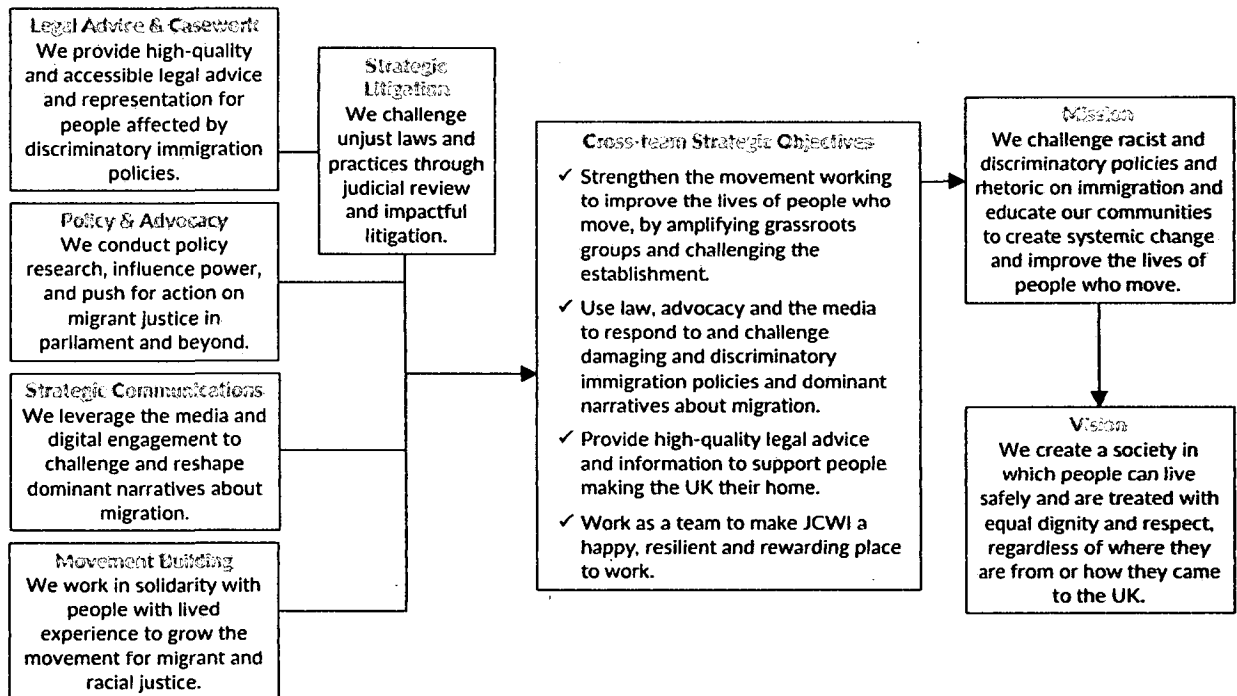 Legal Advice & Casework
We provide high-quality
and accessible legal advice
and representation for
people affected by
discriminatory immigration
policies.
Policy & Advocacy
We conduct policy
research, influence power,
and push for action on
migrant justice in
parliament and beyond.
Strategic Communications
We leverage the media and
digital engagement to
challenge and reshape
dominant narratives about
migration.
Movement Building
We work in solidarity with
people with lived
experience to grow the
movement for migrant and
racial justice.
Strategic
Litigation
We challenge
unjust laws and
practices through
judicial review
and impactful
litigation.
Cross-team Strategic Objectives
✓ Strengthen the movement working
to improve the lives of people who
move, by amplifying grassroots
groups and challenging the
establishment.
✓ Use law, advocacy and the media
to respond to and challenge
damaging and discriminatory
immigration policies and dominant
narratives about migration.
✓ Provide high-quality legal advice
and information to support people
making the UK their home.
✓ Work as a team to make JCWI a
happy, resilient and rewarding place
to work.
Mission
We challenge racist and
discriminatory policies and
rhetoric on immigration and
educate our communities
to create systemic change
and improve the lives of
people who move.
Vision
We create a society in
which people can live
safely and are treated with
equal dignity and respect,
regardless of where they
are from or how they came
to the UK.